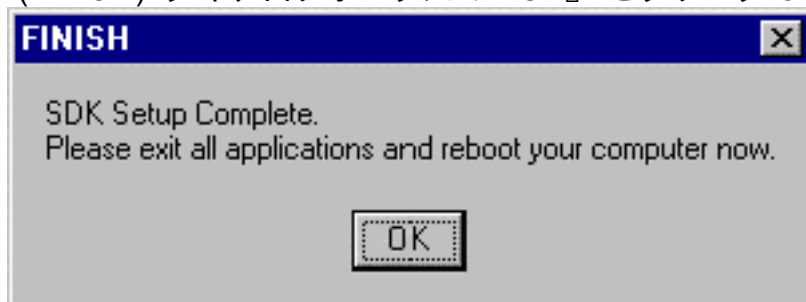 FINISH
SDK Setup Complete.
Please exit all applications and reboot your computer now.
OK